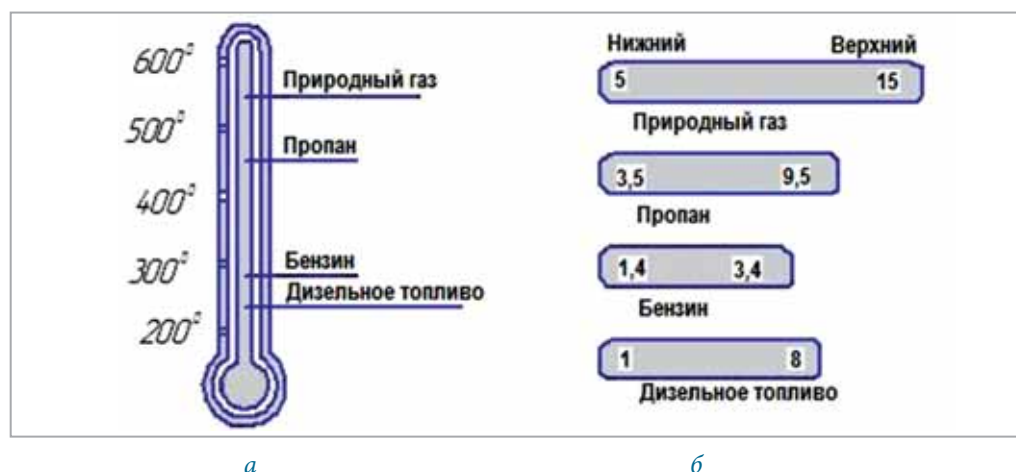 600°
500°
400°
300°
200°
Природный газ
Пропан
Бензин
Дизельное топливо
Нижний Верхний
5 15
Природный газ
3,5 9,5
Пропан
1,4 3,4
Бензин
1 8
Дизельное топливо
а б